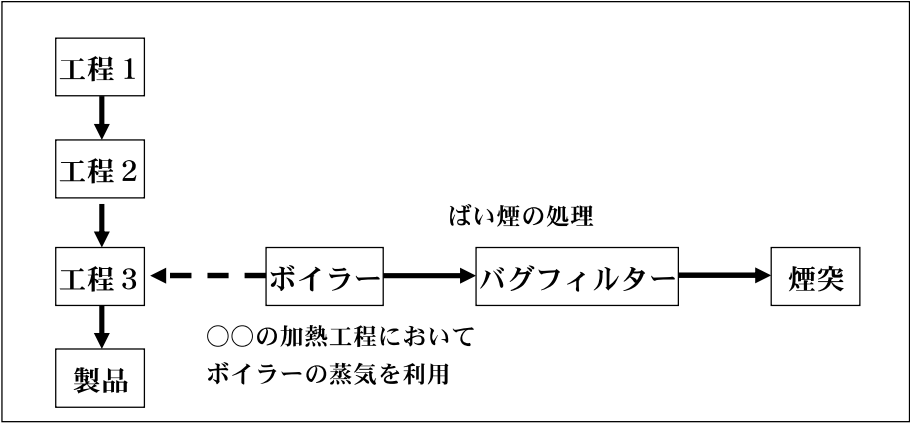 工程1
工程2
ばい煙の処理
工程3
ボイラー
バグフィルター
煙突
〇〇の加熱工程において
ボイラーの蒸気を利用
製品